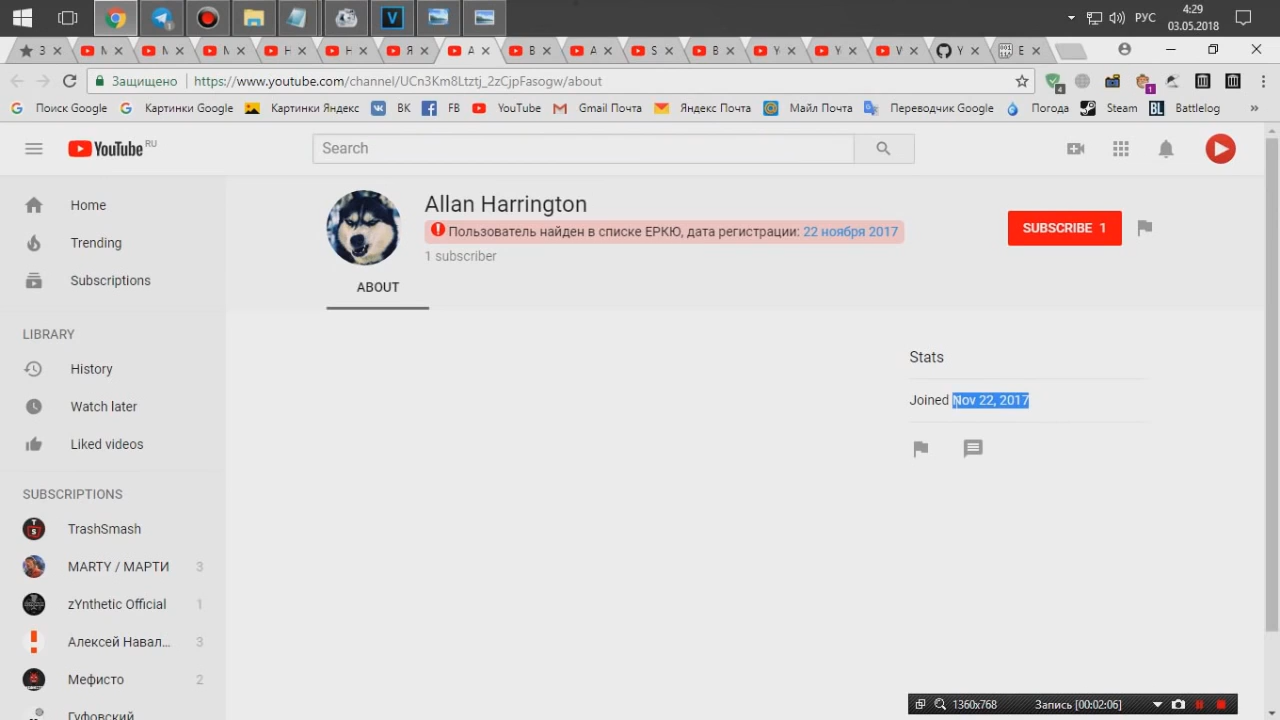 РУС
4:29
03.05.2018
Защищено
https://www.youtube.com/channel/UCn3Km8Ltztj_2zCjpFasogw/about
Поиск Google
Картинки Google
Картинки Яндекс
ВК
FB
YouTube
Gmail Почта
Яндекс Почта
Майл Почта
Переводчик Google
Погода
Steam
BL Battlelog
YouTube RU
Search
Home
Trending
Subscriptions
LIBRARY
History
Watch later
Liked videos
SUBSCRIPTIONS
TrashSmash
MARTY / МАРТИ 3
zYnthetic Official 1
Алексей Навал... 3
Мефисто 2
Гуфовский
Allan Harrington
Пользователь найден в списке ЕРКЮ, дата регистрации: 22 ноября 2017
1 subscriber
SUBSCRIBE 1
ABOUT
Stats
Joined Nov 22, 2017
1360x768
Запись [00:02:06]